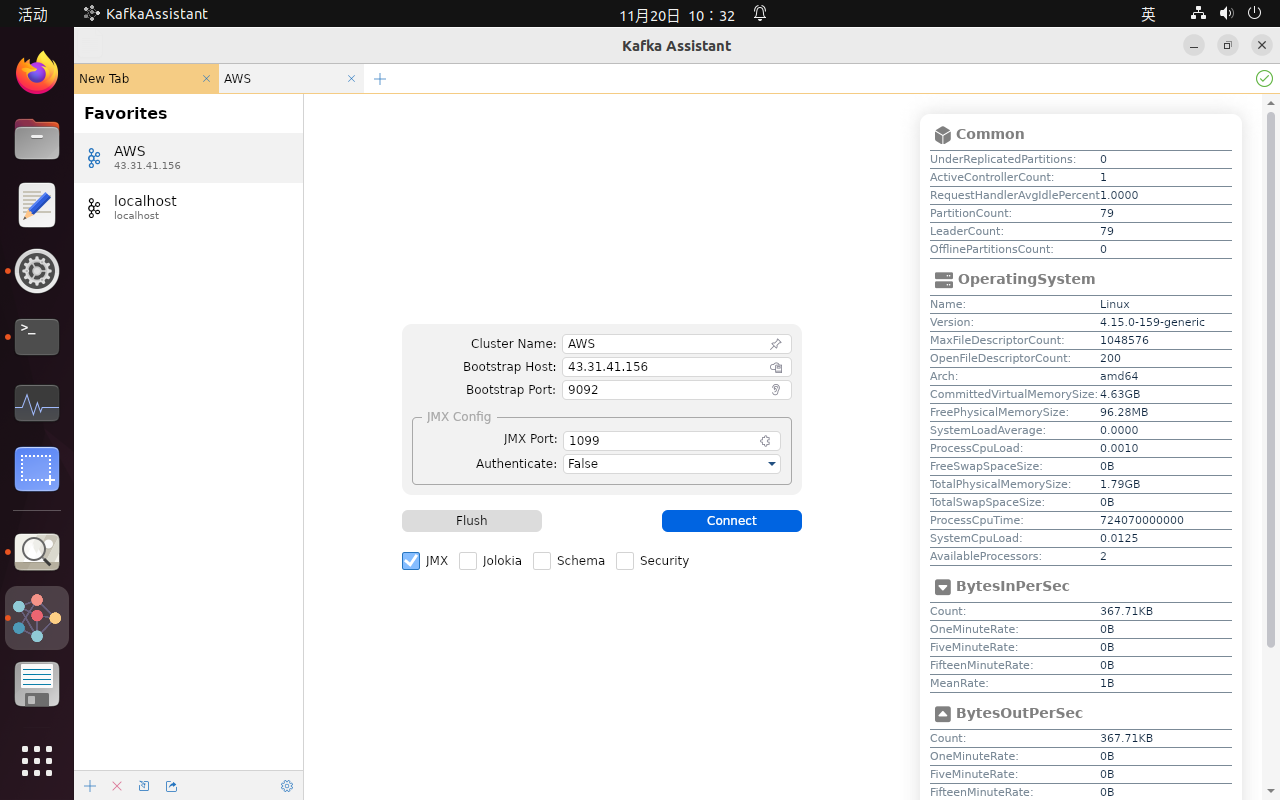 活动 KafkaAssistant 11月20日 10：32 英
Kafka Assistant
New Tab AWS
Favorites
AWS
43.31.41.156
localhost
localhost
Cluster Name: AWS
Bootstrap Host: 43.31.41.156
Bootstrap Port: 9092
JMX Config
JMX Port: 1099
Authenticate: False
Flush Connect
JMX Jolokia Schema Security
Common
UnderReplicatedPartitions: 0
ActiveControllerCount: 1
RequestHandlerAvgIdlePercent 1.0000
PartitionCount: 79
LeaderCount: 79
OfflinePartitionsCount: 0
OperatingSystem
Name: Linux
Version: 4.15.0-159-generic
MaxFileDescriptorCount: 1048576
OpenFileDescriptorCount: 200
Arch: amd64
CommittedVirtualMemorySize: 4.63GB
FreePhysicalMemorySize: 96.28MB
SystemLoadAverage: 0.0000
ProcessCpuLoad: 0.0010
FreeSwapSpaceSize: 0B
TotalPhysicalMemorySize: 1.79GB
TotalSwapSpaceSize: 0B
ProcessCpuTime: 724070000000
SystemCpuLoad: 0.0125
AvailableProcessors: 2
BytesInPerSec
Count: 367.71KB
OneMinuteRate: 0B
FiveMinuteRate: 0B
FifteenMinuteRate: 0B
MeanRate: 1B
BytesOutPerSec
Count: 367.71KB
OneMinuteRate: 0B
FiveMinuteRate: 0B
FifteenMinuteRate: 0B